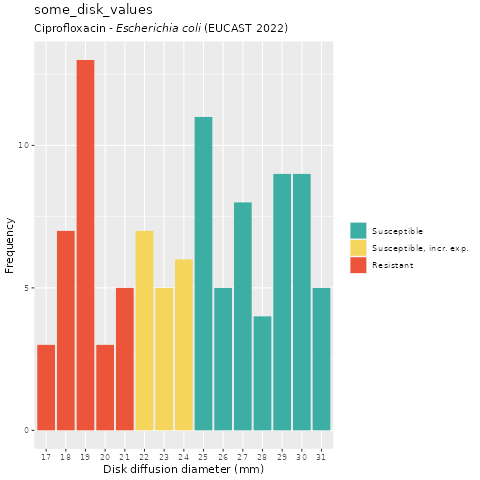 some_disk_values
Ciprofloxacin - Escherichia coli (EUCAST 2022)
Frequency
10
5
0
17 18 19 20 21 22 23 24 25 26 27 28 29 30 31
Disk diffusion diameter (mm)
Susceptible
Susceptible, incr. exp.
Resistant